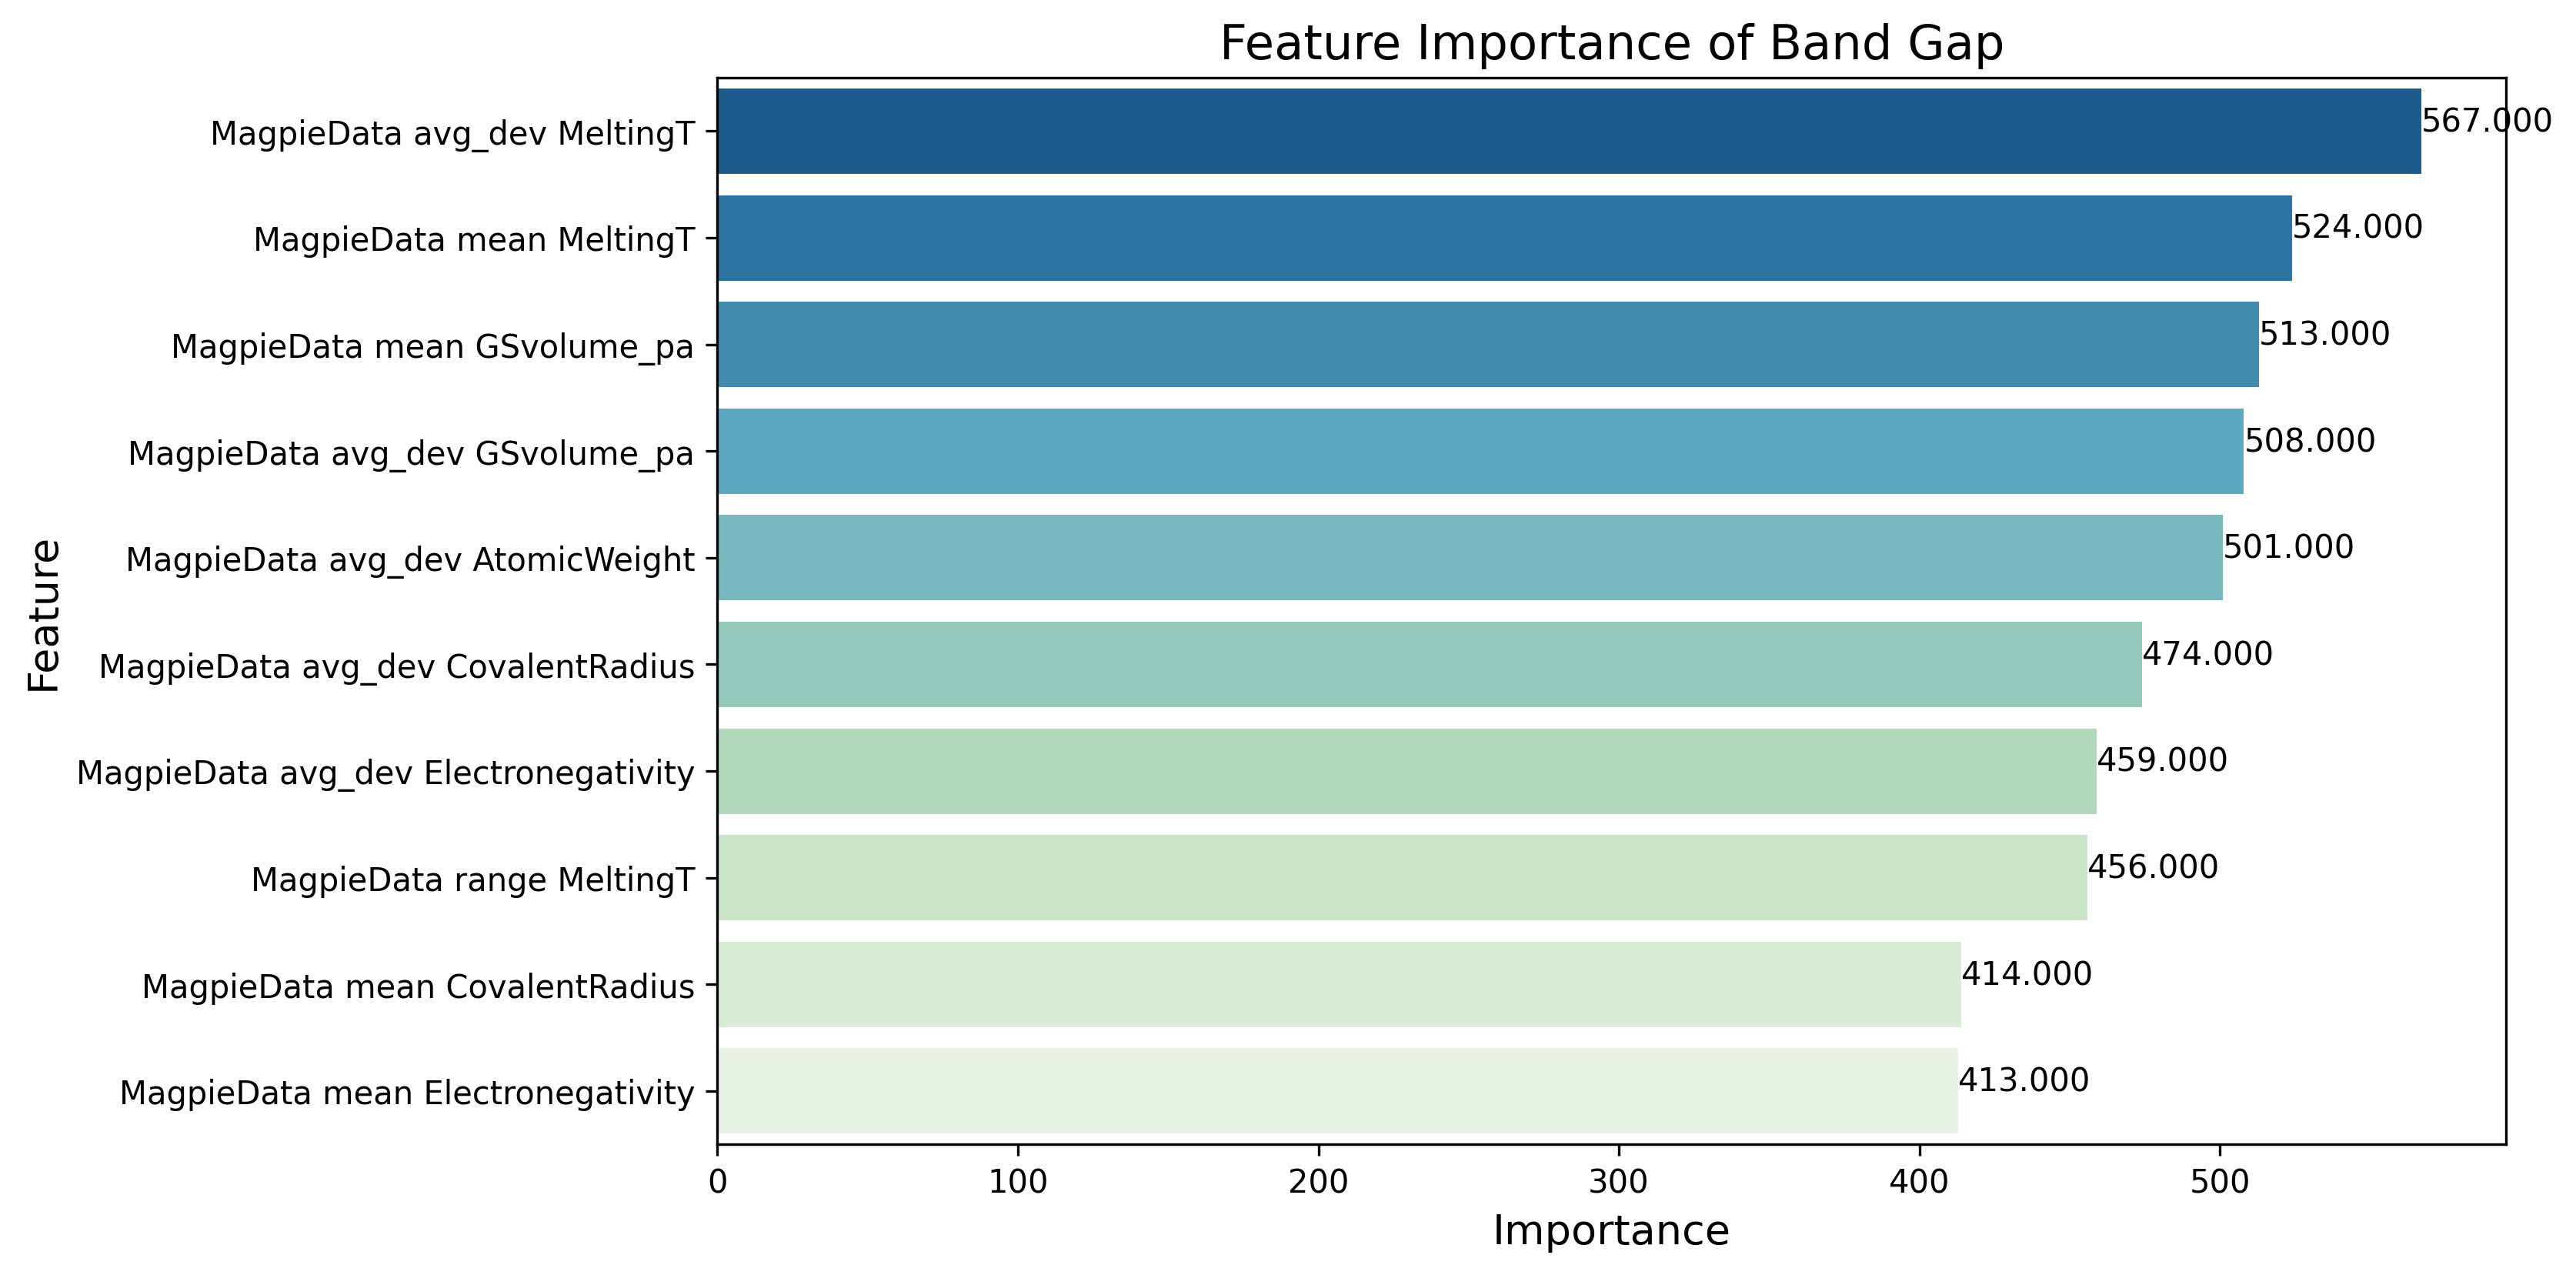 Feature Importance of Band Gap
MagpieData avg_dev MeltingT 567.000
MagpieData mean MeltingT 524.000
MagpieData mean GSvolume_pa 513.000
MagpieData avg_dev GSvolume_pa 508.000
MagpieData avg_dev AtomicWeight 501.000
MagpieData avg_dev CovalentRadius 474.000
MagpieData avg_dev Electronegativity 459.000
MagpieData range MeltingT 456.000
MagpieData mean CovalentRadius 414.000
MagpieData mean Electronegativity 413.000
Feature
0 100 200 300 400 500
Importance